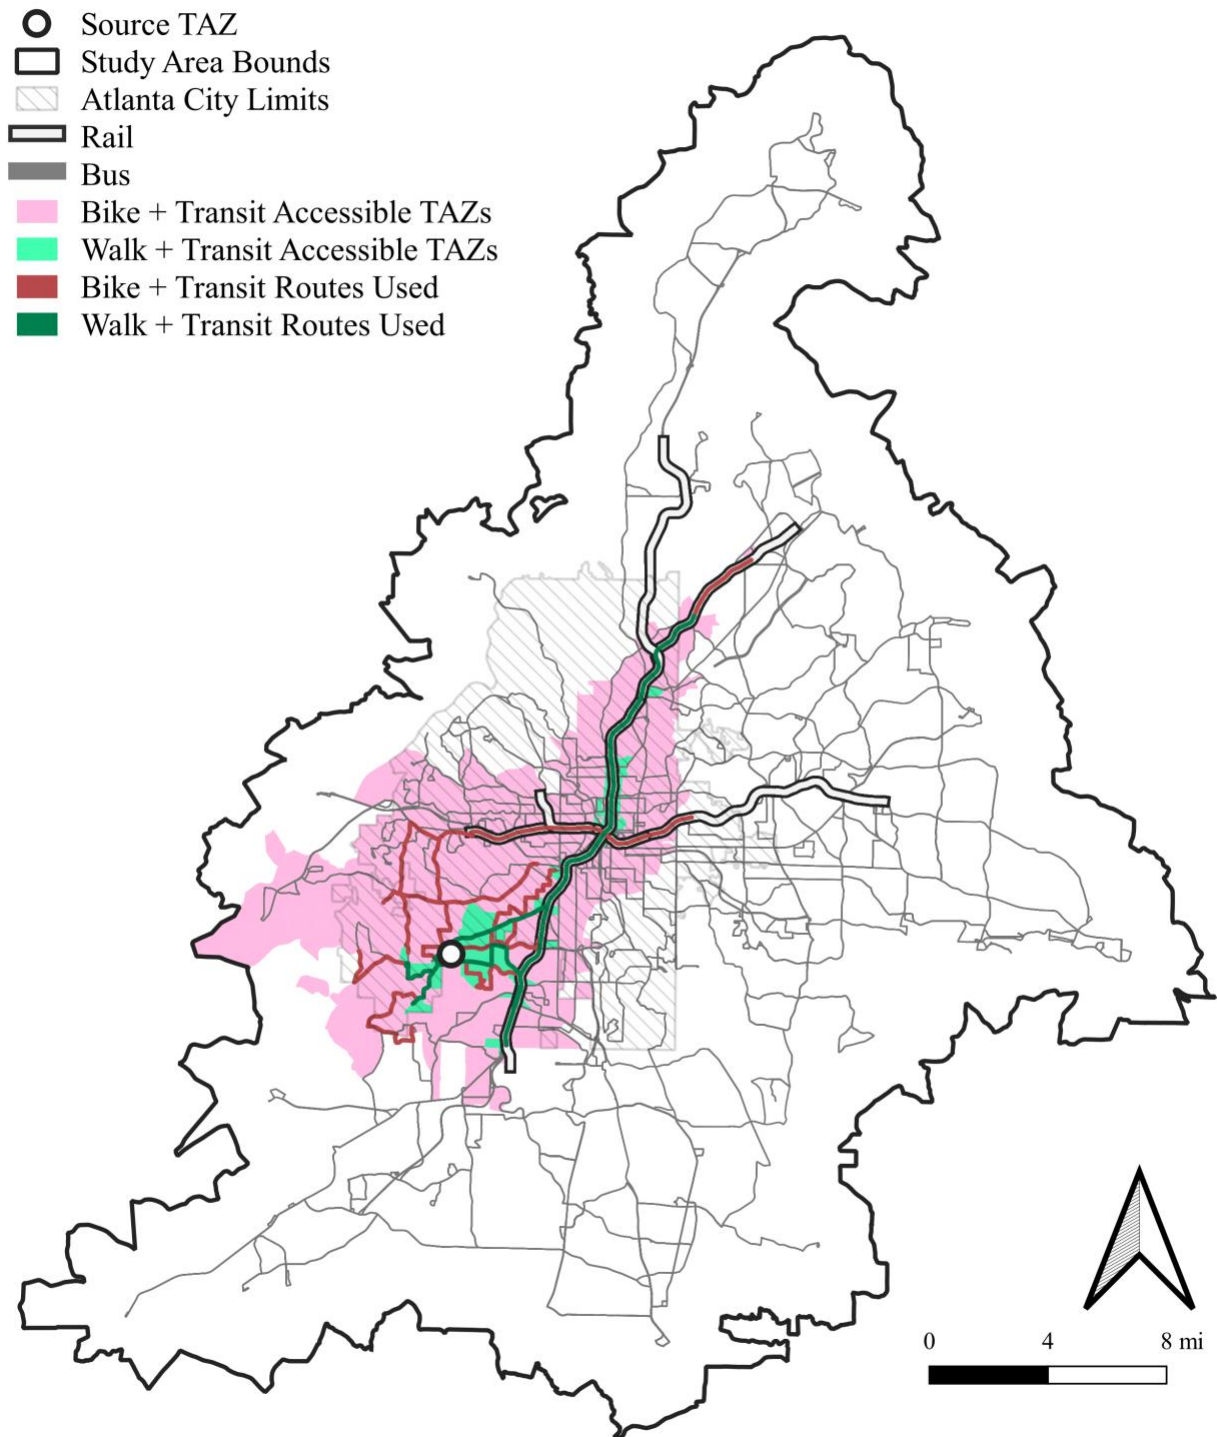 Source TAZ
Study Area Bounds
Atlanta City Limits
Rail
Bus
Bike + Transit Accessible TAZs
Walk + Transit Accessible TAZs
Bike + Transit Routes Used
Walk + Transit Routes Used
0 4 8 mi